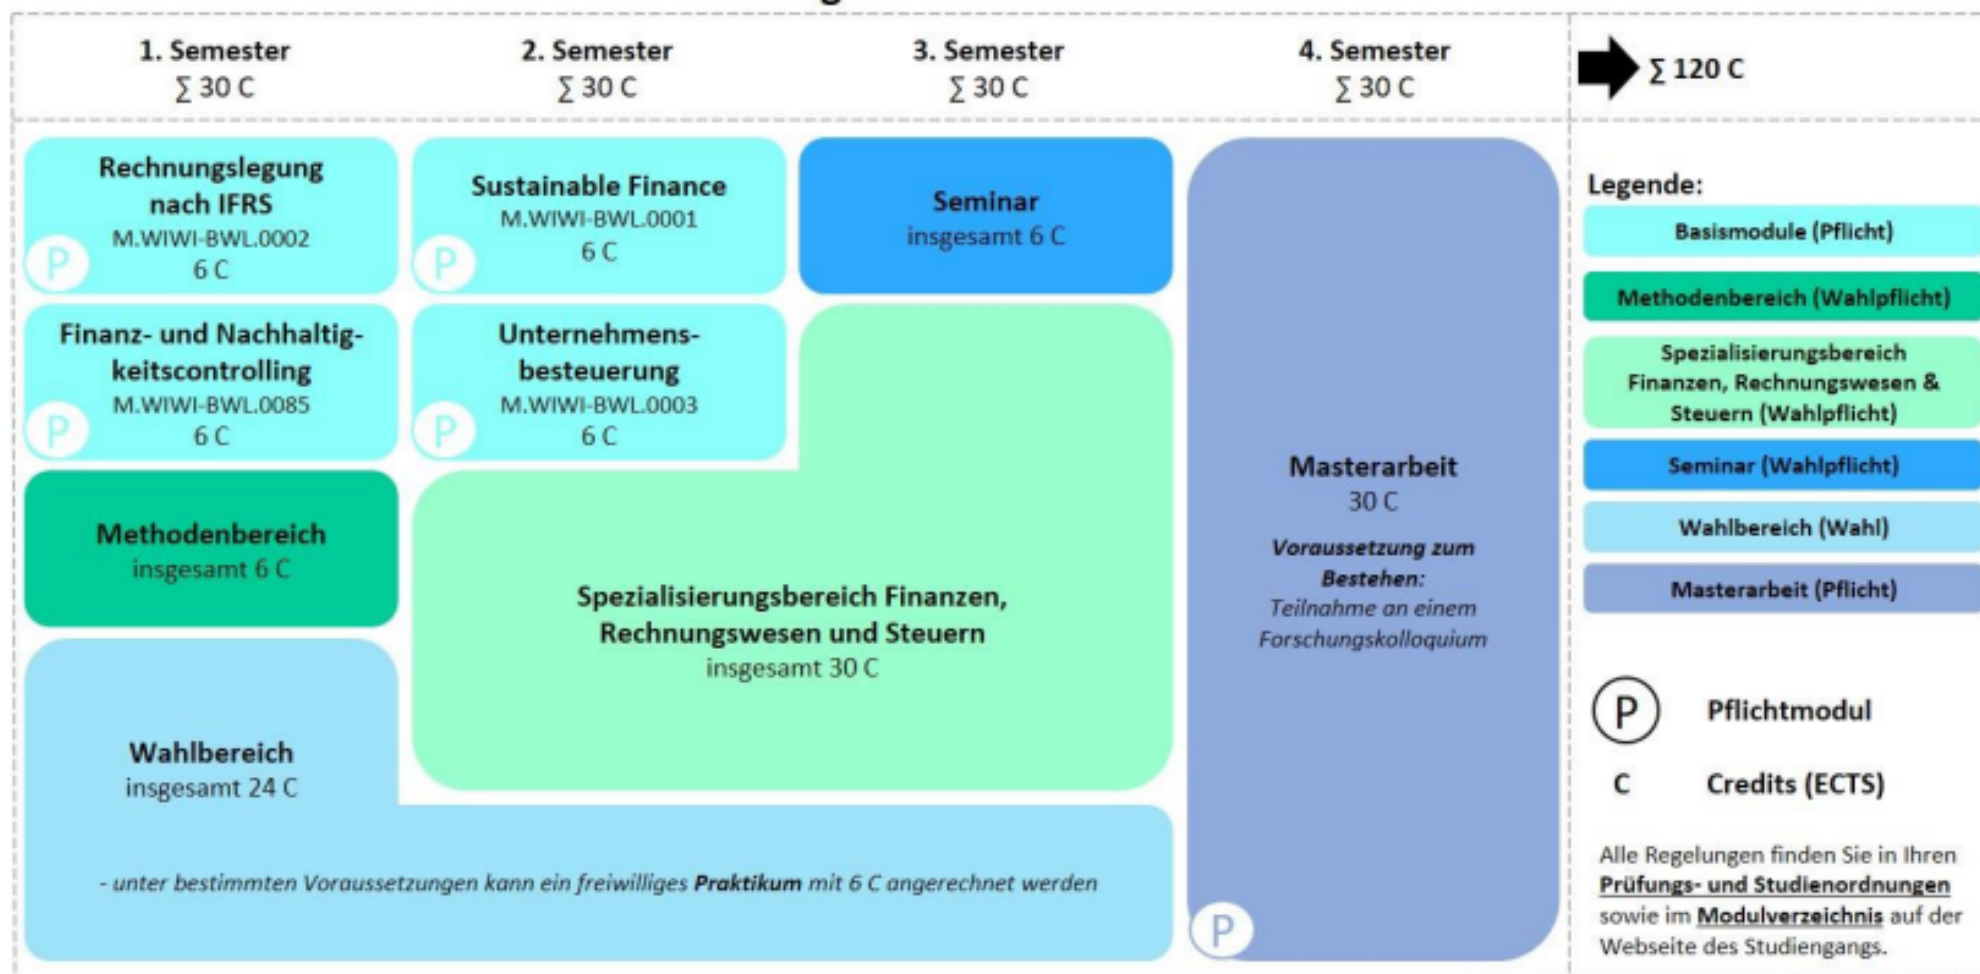 1. Semester
∑ 30 C
2. Semester
∑ 30 C
3. Semester
∑ 30 C
4. Semester
∑ 30 C
∑ 120 C
Rechnungslegung
nach IFRS
M.WIWI-BWL.0002
6 C
P
Sustainable Finance
M.WIWI-BWL.0001
6 C
P
Seminar
insgesamt 6 C
Finanz- und Nachhaltig-
keitscontrolling
M.WIWI-BWL.0085
6 C
P
Unternehmens-
besteuerung
M.WIWI-BWL.0003
6 C
P
Methodenbereich
insgesamt 6 C
Spezialisierungsbereich Finanzen,
Rechnungswesen und Steuern
insgesamt 30 C
Wahlbereich
insgesamt 24 C
- unter bestimmten Voraussetzungen kann ein freiwilliges Praktikum mit 6 C angerechnet werden
Masterarbeit
30 C
Voraussetzung zum
Bestehen:
Teilnahme an einem
Forschungskolloquium
P
Legende:
Basismodule (Pflicht)
Methodenbereich (Wahlpflicht)
Spezialisierungsbereich
Finanzen, Rechnungswesen &
Steuern (Wahlpflicht)
Seminar (Wahlpflicht)
Wahlbereich (Wahl)
Masterarbeit (Pflicht)
P Pflichtmodul
C Credits (ECTS)
Alle Regelungen finden Sie in Ihren
Prüfungs- und Studienordnungen
sowie im Modulverzeichnis auf der
Webseite des Studiengangs.